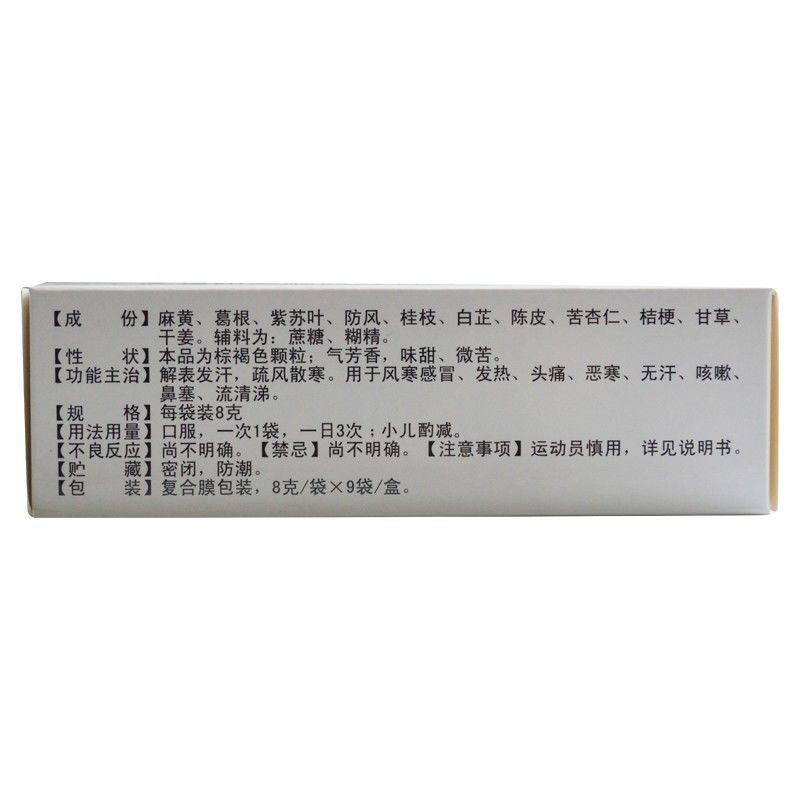 【成　份】麻黄、葛根、紫苏叶、防风、桂枝、白芷、陈皮、苦杏仁、桔梗、甘草、
干姜。辅料为：蔗糖、糊精。
【性　状】本品为棕褐色颗粒；气芳香，味甜、微苦。
【功能主治】解表发汗，疏风散寒。用于风寒感冒、发热、头痛、恶寒、无汗、咳嗽、
鼻塞、流清涕。
【规　格】每袋装8克
【用法用量】口服，一次1袋，一日3次；小儿酌减。
【不良反应】尚不明确。【禁忌】尚不明确。【注意事项】运动员慎用，详见说明书。
【贮　藏】密闭，防潮。
【包　装】复合膜包装，8克/袋×9袋/盒。